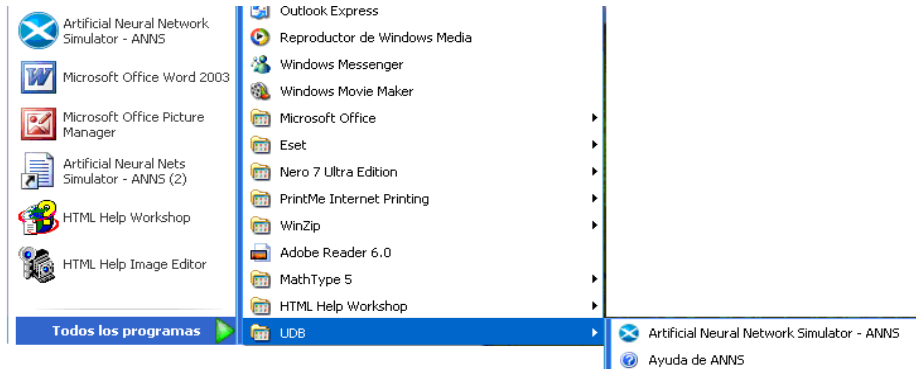 Artificial Neural Network
Simulator - ANNS
Microsoft Office Word 2003
Microsoft Office Picture
Manager
Artificial Neural Nets
Simulator - ANNS (2)
HTML Help Workshop
HTML Help Image Editor
Todos los programas
Outlook Express
Reproductor de Windows Media
Windows Messenger
Windows Movie Maker
Microsoft Office
Eset
Nero 7 Ultra Edition
PrintMe Internet Printing
WinZip
Adobe Reader 6.0
MathType 5
HTML Help Workshop
UDB
Artificial Neural Network Simulator - ANNS
Ayuda de ANNS